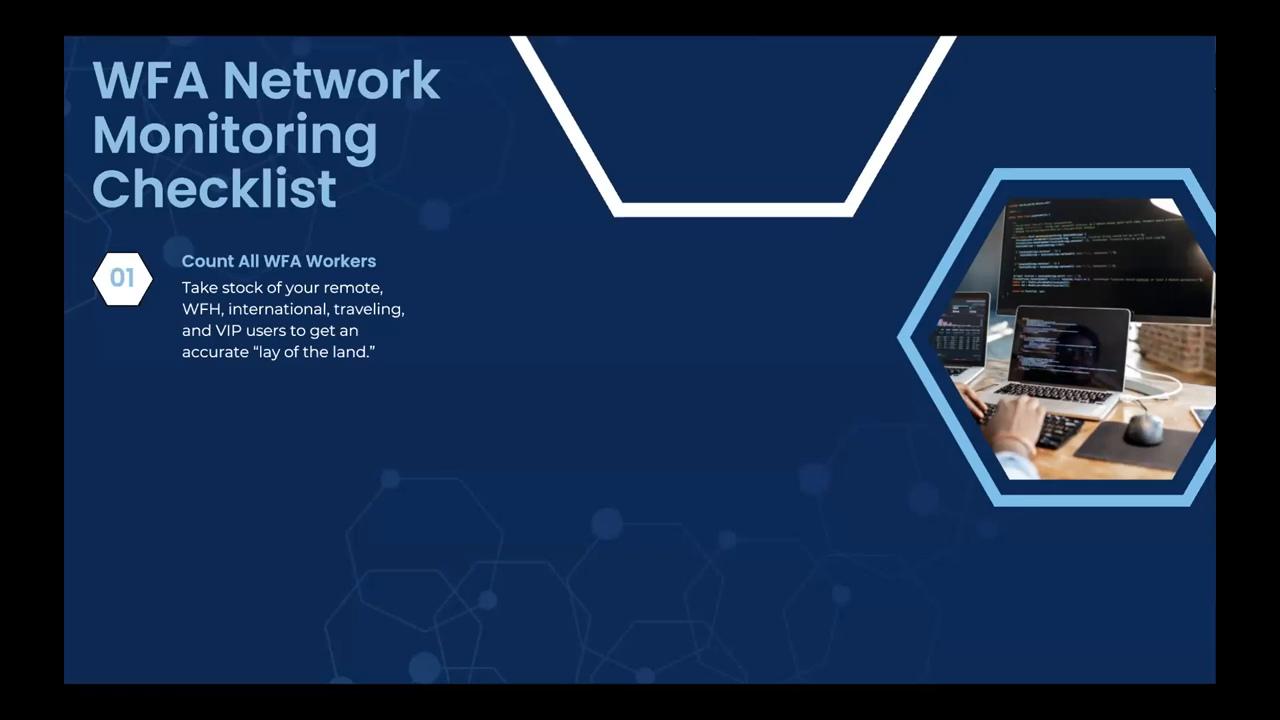 WFA Network
Monitoring
Checklist
01
Count All WFA Workers
Take stock of your remote,
WFH, international, traveling,
and VIP users to get an
accurate “lay of the land.”